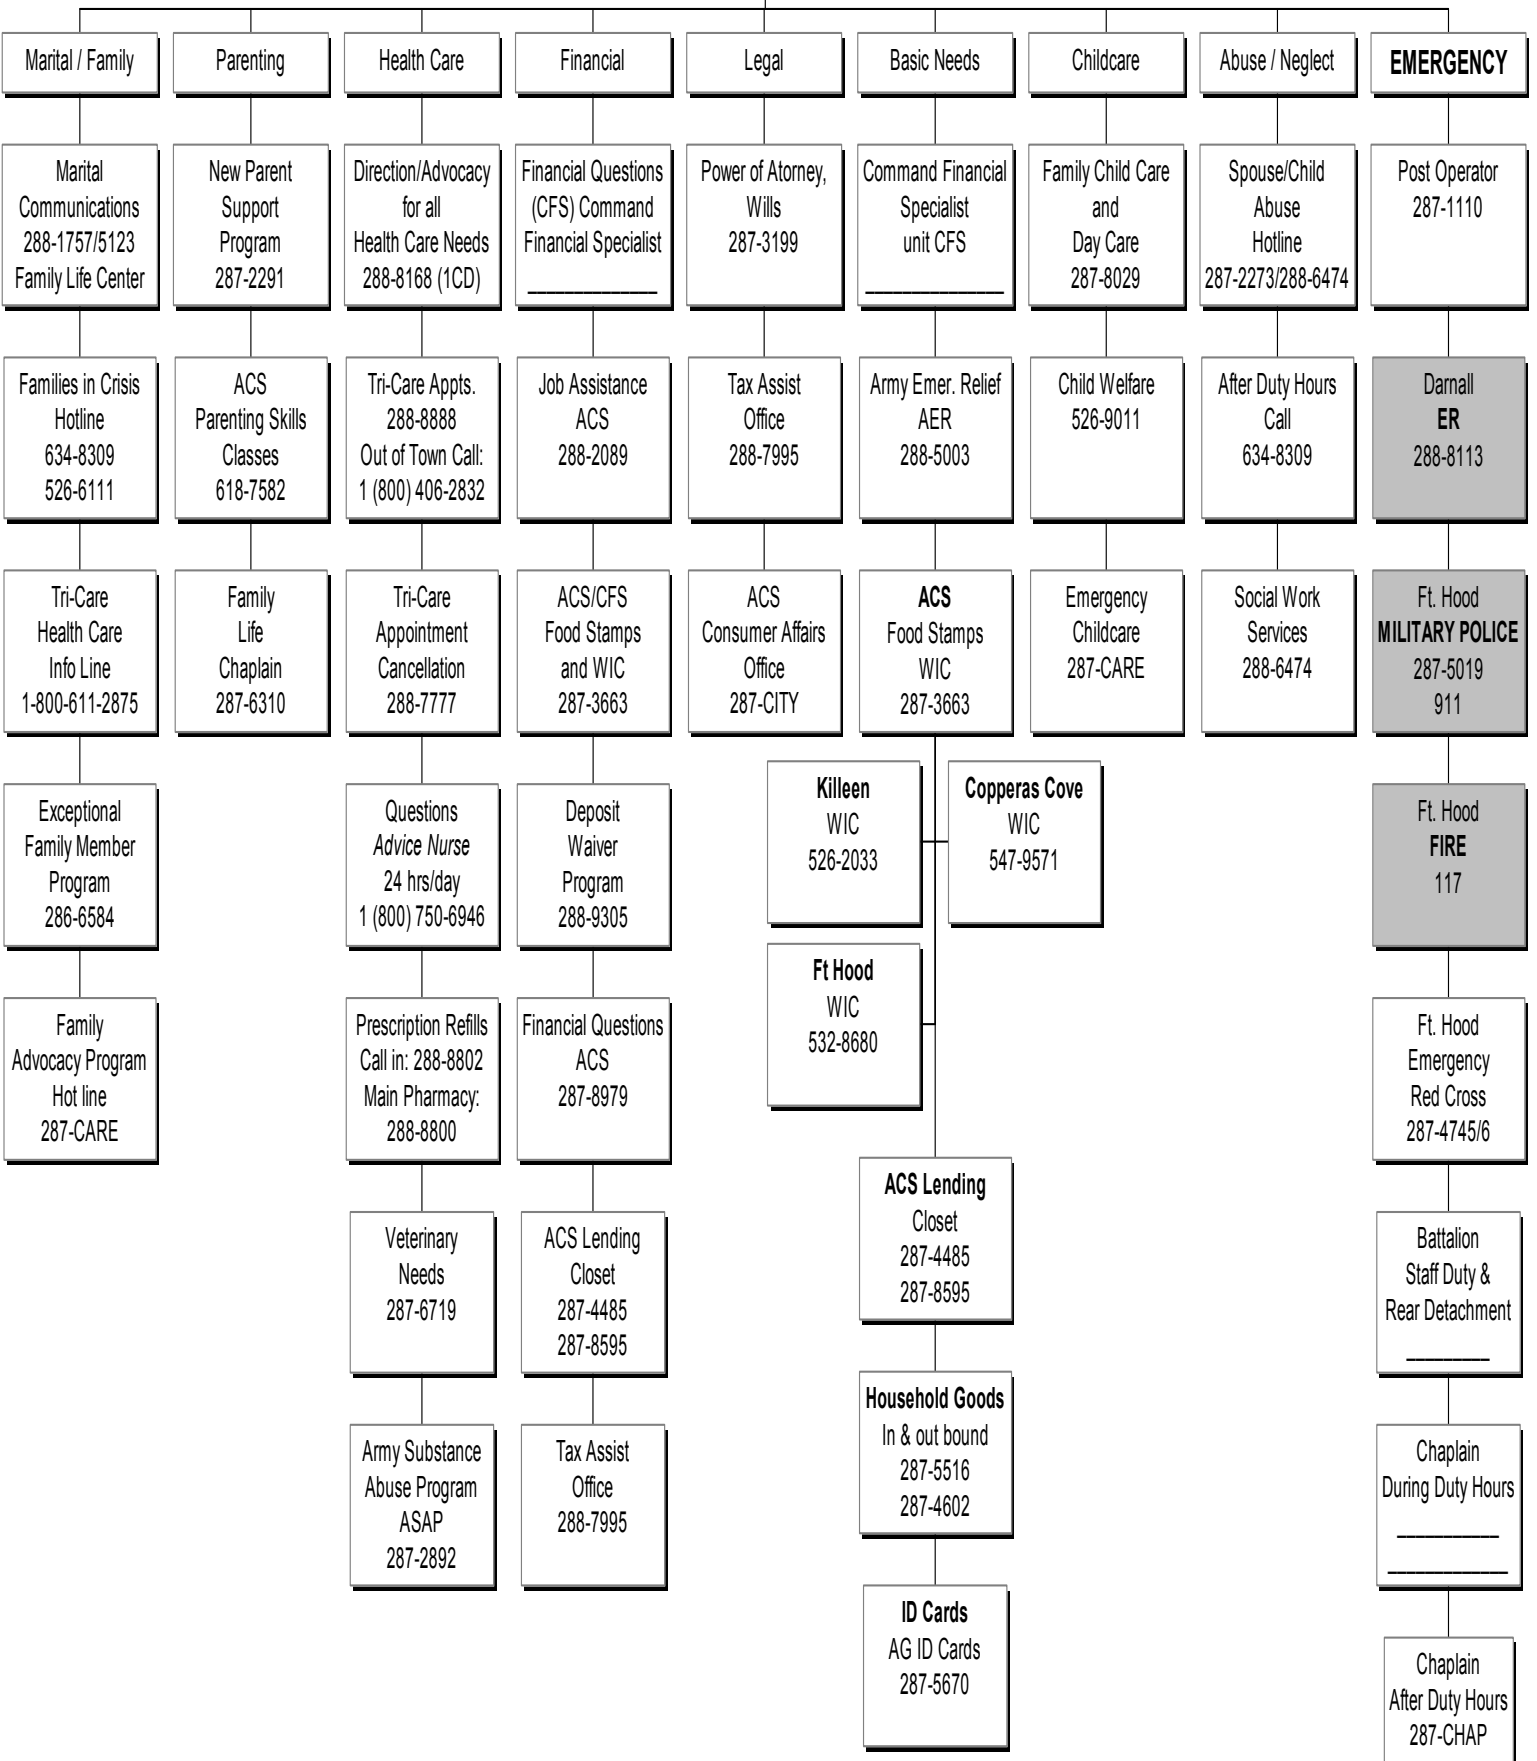 Marital / Family
Parenting
Health Care
Financial
Legal
Basic Needs
Childcare
Abuse / Neglect
EMERGENCY
Marital
Communications
288-1757/5123
Family Life Center
Families in Crisis
Hotline
634-8309
526-6111
Tri-Care
Health Care
Info Line
1-800-611-2875
Exceptional
Family Member
Program
286-6584
Family
Advocacy Program
Hot line
287-CARE
New Parent
Support
Program
287-2291
ACS
Parenting Skills
Classes
618-7582
Family
Life
Chaplain
287-6310
Direction/Advocacy
for all
Health Care Needs
288-8168 (1CD)
Tri-Care Appts.
288-8888
Out of Town Call:
1 (800) 406-2832
Tri-Care
Appointment
Cancellation
288-7777
Questions
Advice Nurse
24 hrs/day
1 (800) 750-6946
Prescription Refills
Call in: 288-8802
Main Pharmacy:
288-8800
Veterinary
Needs
287-6719
Army Substance
Abuse Program
ASAP
287-2892
Financial Questions
(CFS) Command
Financial Specialist
______________
Job Assistance
ACS
288-2089
ACS/CFS
Food Stamps
and WIC
287-3663
Deposit
Waiver
Program
288-9305
Financial Questions
ACS
287-8979
ACS Lending
Closet
287-4485
287-8595
Tax Assist
Office
288-7995
Power of Atorney,
Wills
287-3199
Tax Assist
Office
288-7995
ACS
Consumer Affairs
Office
287-CITY
Command Financial
Specialist
unit CFS
_______________
Army Emer. Relief
AER
288-5003
ACS
Food Stamps
WIC
287-3663
Killeen
WIC
526-2033
Copperas Cove
WIC
547-9571
Ft Hood
WIC
532-8680
ACS Lending
Closet
287-4485
287-8595
Household Goods
In & out bound
287-5516
287-4602
ID Cards
AG ID Cards
287-5670
Family Child Care
and
Day Care
287-8029
Child Welfare
526-9011
Emergency
Childcare
287-CARE
Spouse/Child
Abuse
Hotline
287-2273/288-6474
After Duty Hours
Call
634-8309
Social Work
Services
288-6474
Post Operator
287-1110
Darnall
ER
288-8113
Ft. Hood
MILITARY POLICE
287-5019
911
Ft. Hood
FIRE
117
Ft. Hood
Emergency
Red Cross
287-4745/6
Battalion
Staff Duty &
Rear Detachment
_________
Chaplain
During Duty Hours
___________
_____________
Chaplain
After Duty Hours
287-CHAP